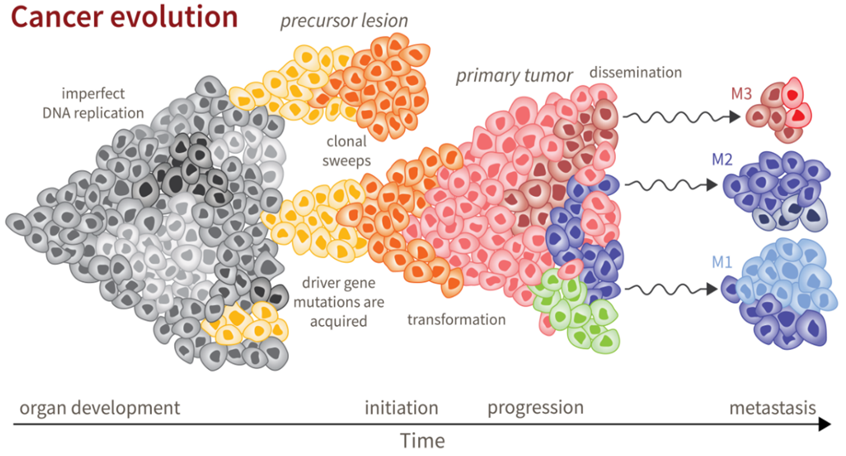 Cancer evolution
precursor lesion
imperfect
DNA replication
clonal
sweeps
primary tumor
dissemination
M3
M2
M1
driver gene
mutations are
acquired
transformation
organ development
initiation
progression
metastasis
Time